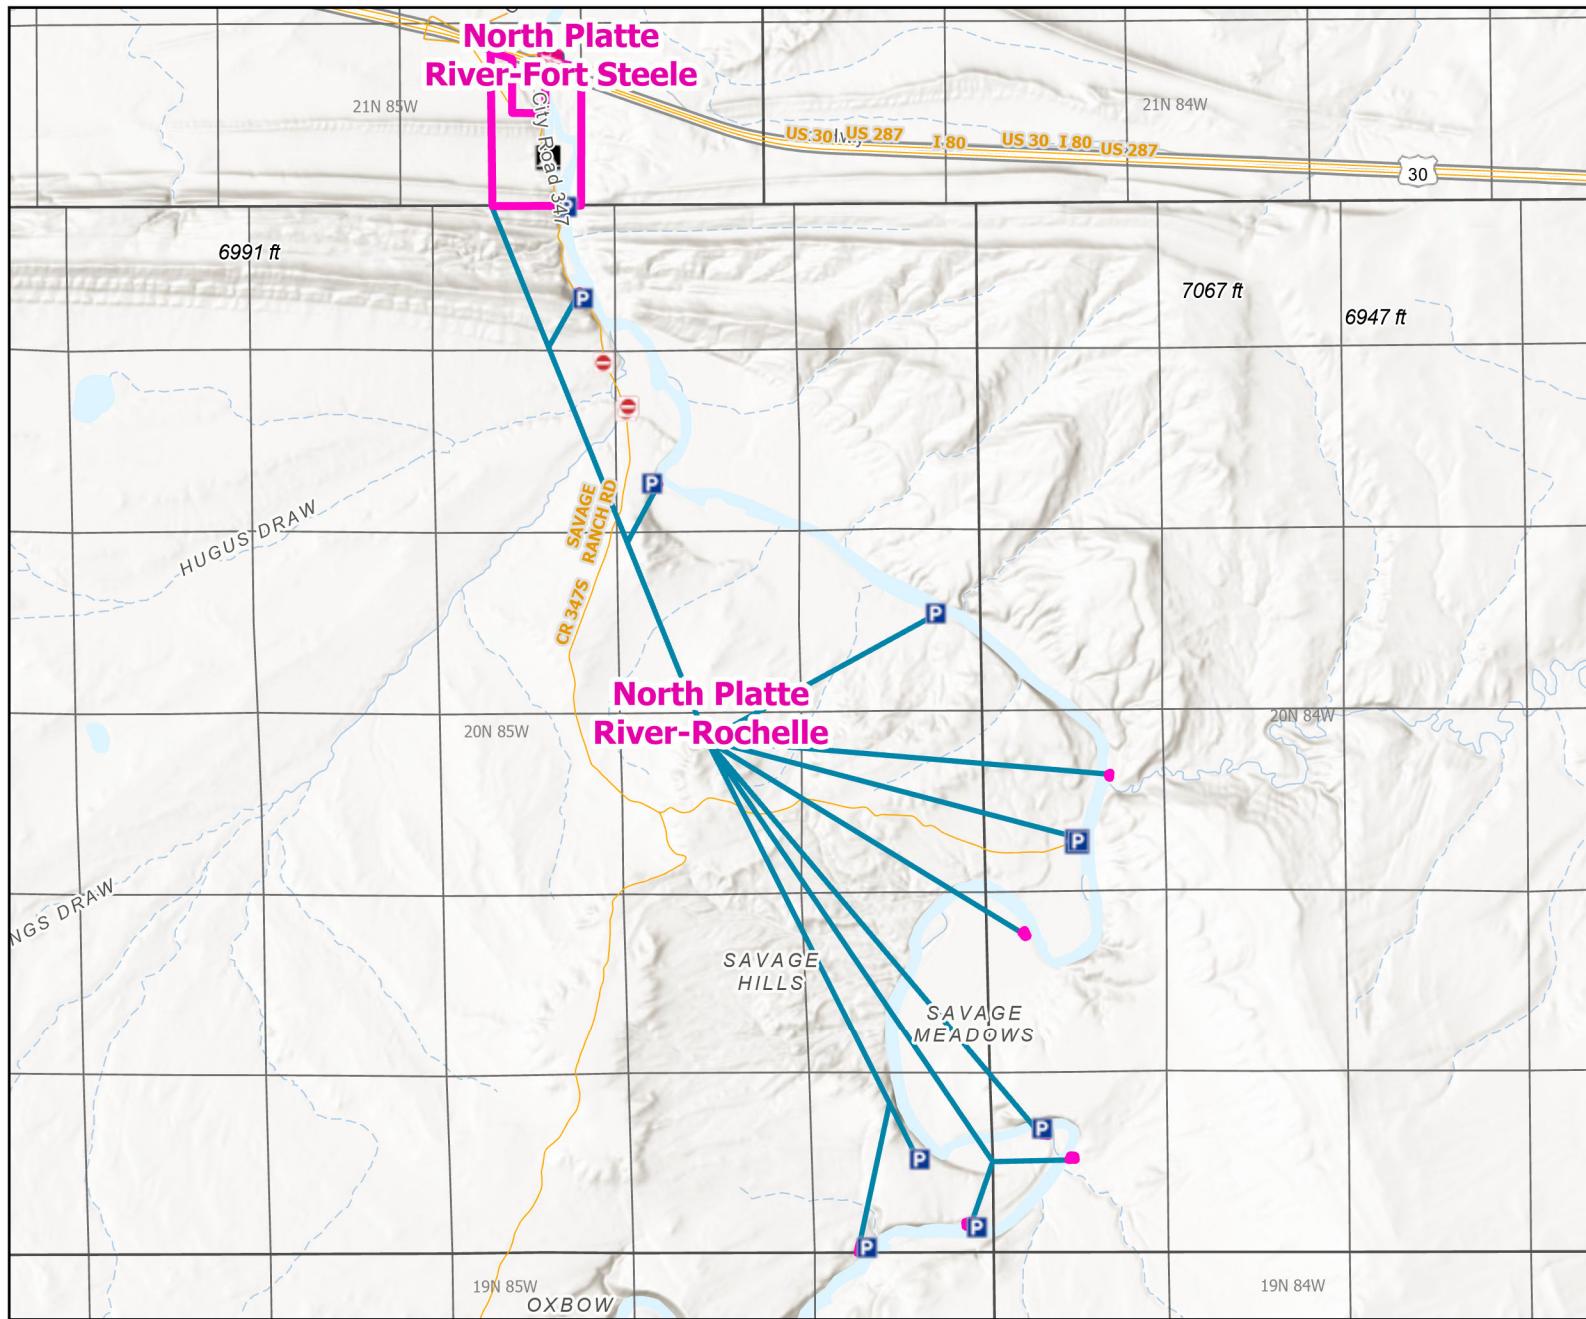 North Platte
River-Fort Steele
21N 85W
21N 84W
City Road 347
US 30
US 287
I 80
US 30
I 80
US 287
30
P
6991 ft
7067 ft
6947 ft
P
P
HUGUS DRAW
SAVAGE
RANCH RD
CR 347S
P
North Platte
River-Rochelle
20N 85W
20N 84W
P
NGS DRAW
SAVAGE
HILLS
SAVAGE
MEADOWS
P
P
P
P
19N 85W
19N 84W
OXBOW